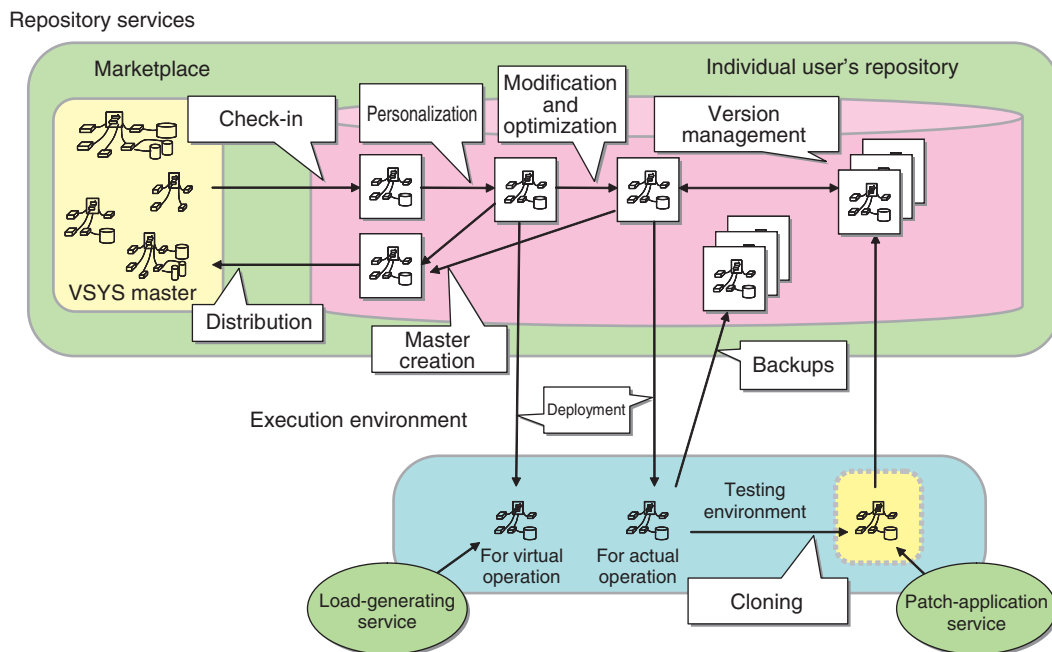 Repository services
Marketplace
Individual user's repository
Check-in
Personalization
Modification
and
optimization
Version
management
VSYS master
Distribution
Master
creation
Backups
Deployment
Execution environment
Testing
environment
For virtual
operation
For actual
operation
Cloning
Load-generating
service
Patch-application
service